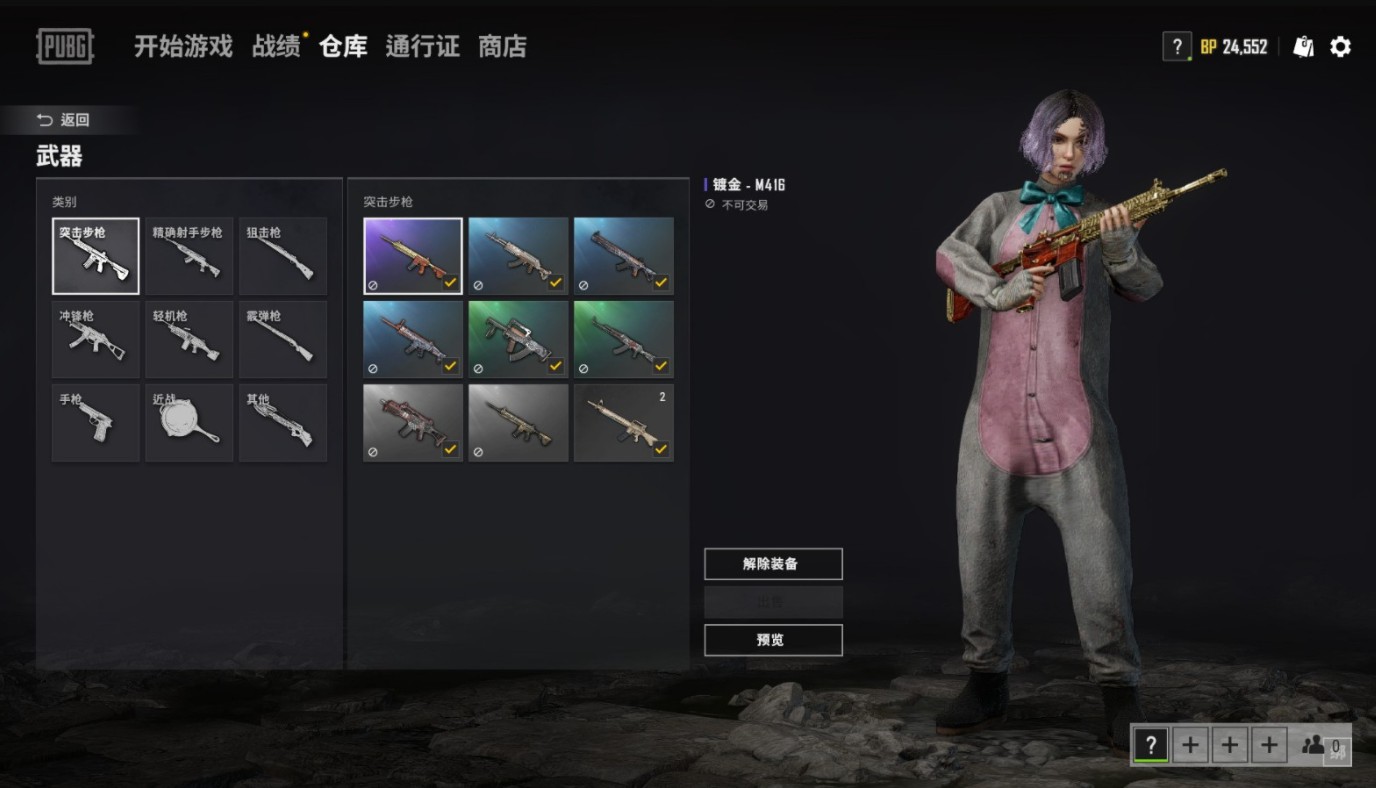 PUBG
开始游戏 战绩 仓库 通行证 商店
? BP 24,552
返回
武器
类别
突击步枪 精确射手步枪 狙击枪
冲锋枪 轻机枪 霰弹枪
手枪 近战 其他
突击步枪
2
镀金 - M416
不可交易
解除装备
预览
? + + + 0